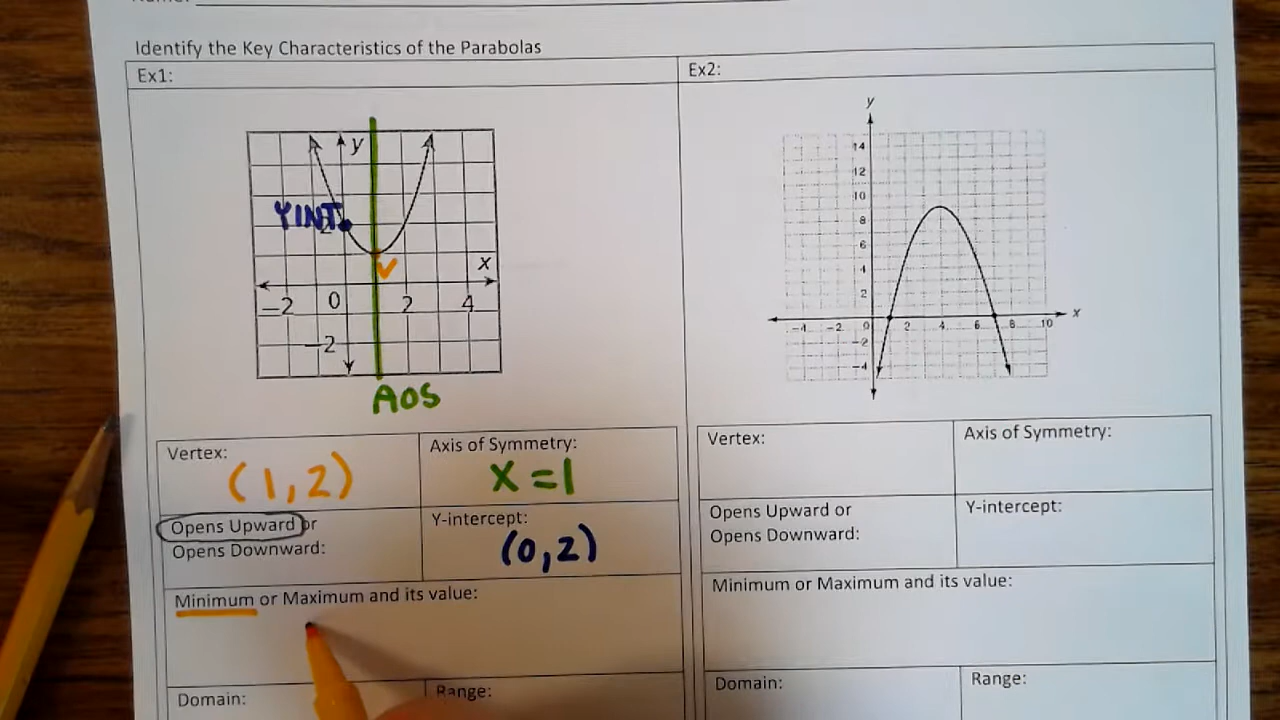 Identify the Key Characteristics of the Parabolas
Ex1:
y
YINT
2
V
x
-2 0 2 4
-2
AOS
Vertex:
(1,2)
Axis of Symmetry:
x=1
Opens Upward or
Opens Downward:
Y-intercept:
(0,2)
Minimum or Maximum and its value:
Domain:
Range:
Ex2:
y
14
12
10
8
6
4
2
x
-4 -2 0 2 4 6 8 10
-2
-4
Vertex:
Axis of Symmetry:
Opens Upward or
Opens Downward:
Y-intercept:
Minimum or Maximum and its value:
Domain:
Range: